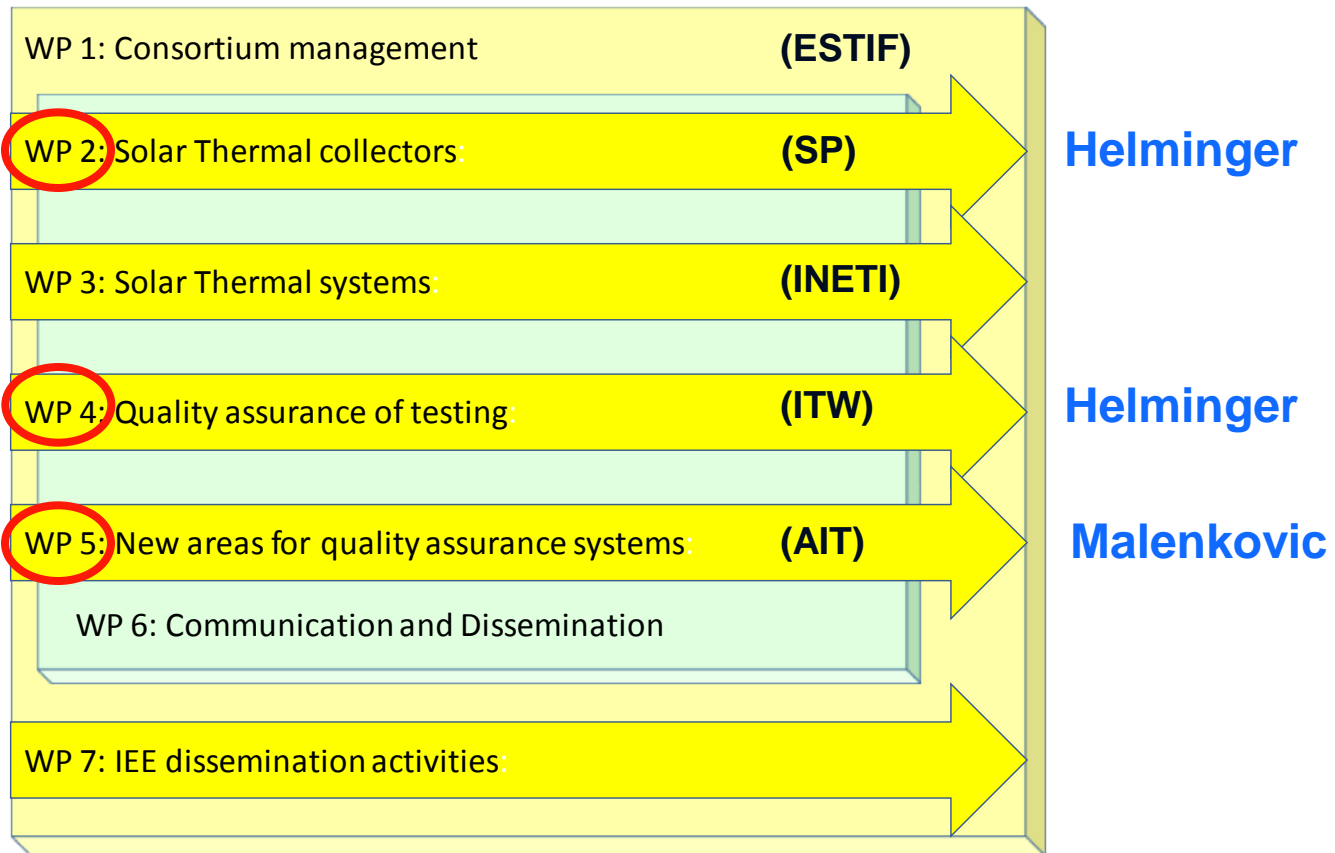 WP 1: Consortium management (ESTIF)
WP 2: Solar Thermal collectors: (SP) Helminger
WP 3: Solar Thermal systems: (INETI)
WP 4: Quality assurance of testing: (ITW) Helminger
WP 5: New areas for quality assurance systems: (AIT) Malenkovic
WP 6: Communication and Dissemination
WP 7: IEE dissemination activities: